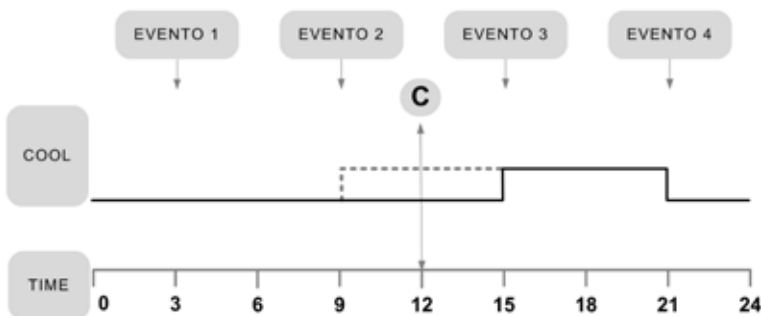 EVENTO 1 EVENTO 2 EVENTO 3 EVENTO 4
C
COOL
TIME
0 3 6 9 12 15 18 21 24